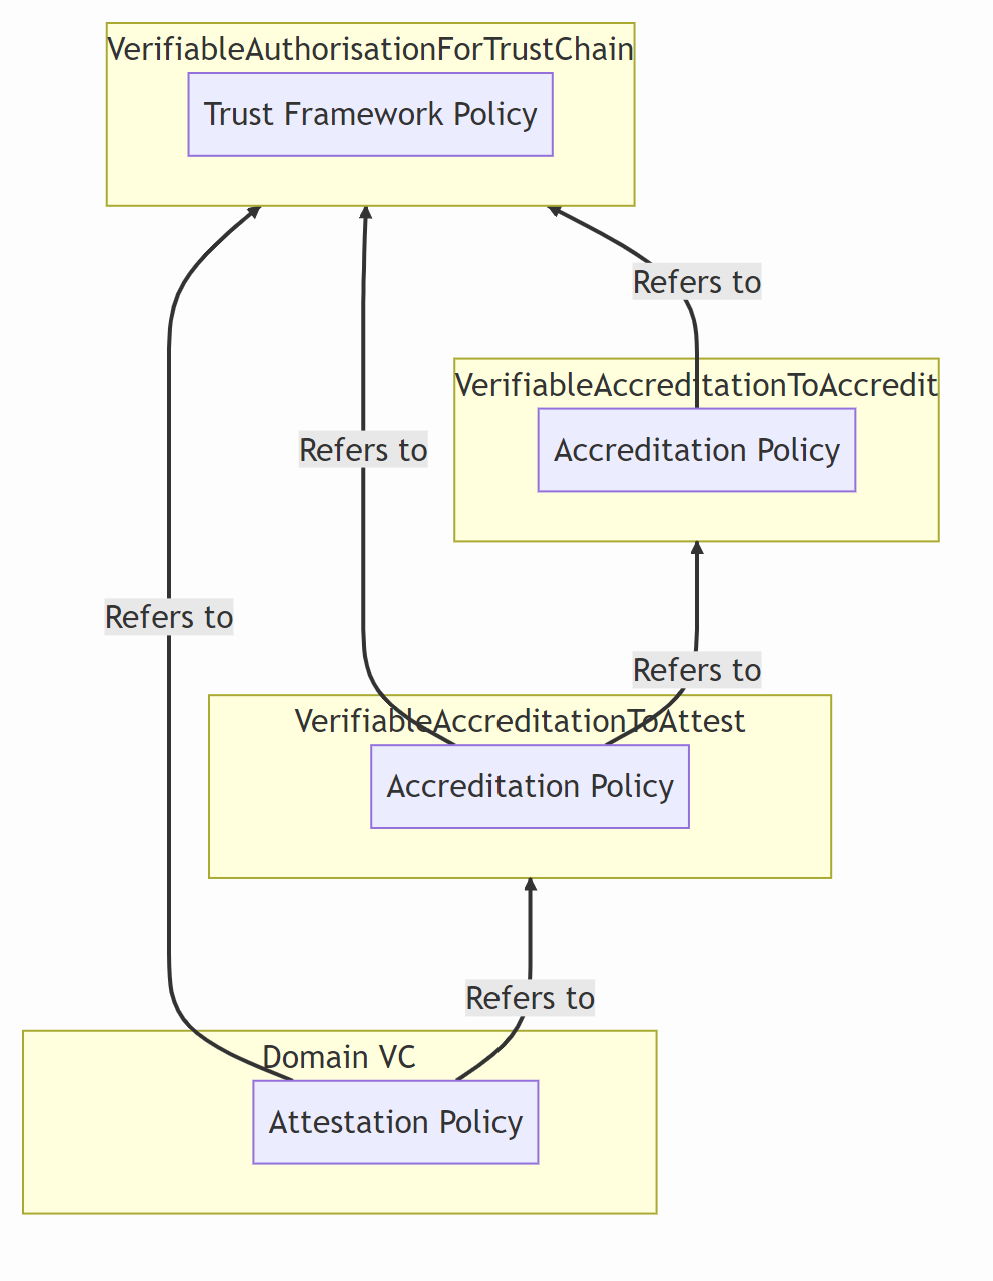 VerifiableAuthorisationForTrustChain
Trust Framework Policy
Refers to
VerifiableAccreditationToAccredit
Accreditation Policy
Refers to
Refers to
Refers to
VerifiableAccreditationToAttest
Accreditation Policy
Refers to
Domain VC
Attestation Policy